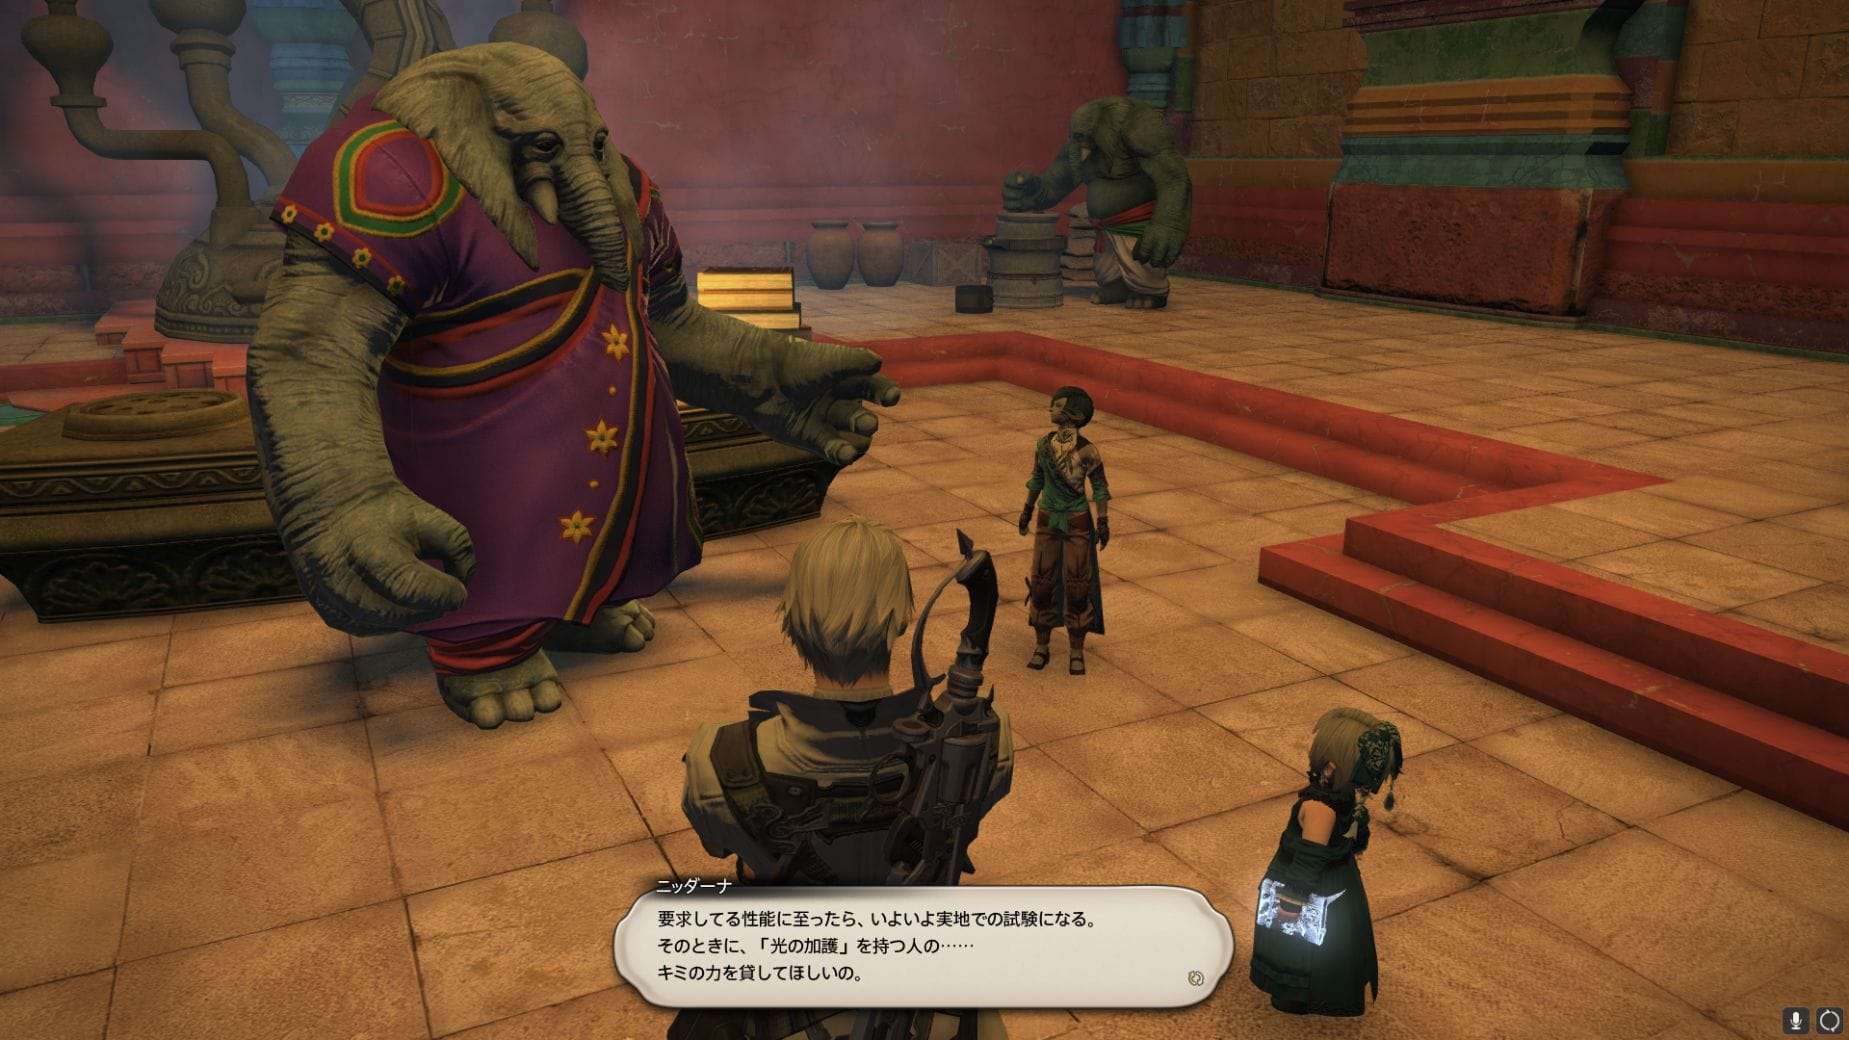 ニッダーナ
要求してる性能に至ったら、いよいよ実地での試験になる。
そのときに、「光の加護」を持つ人の……
キミの力を貸してほしいの。